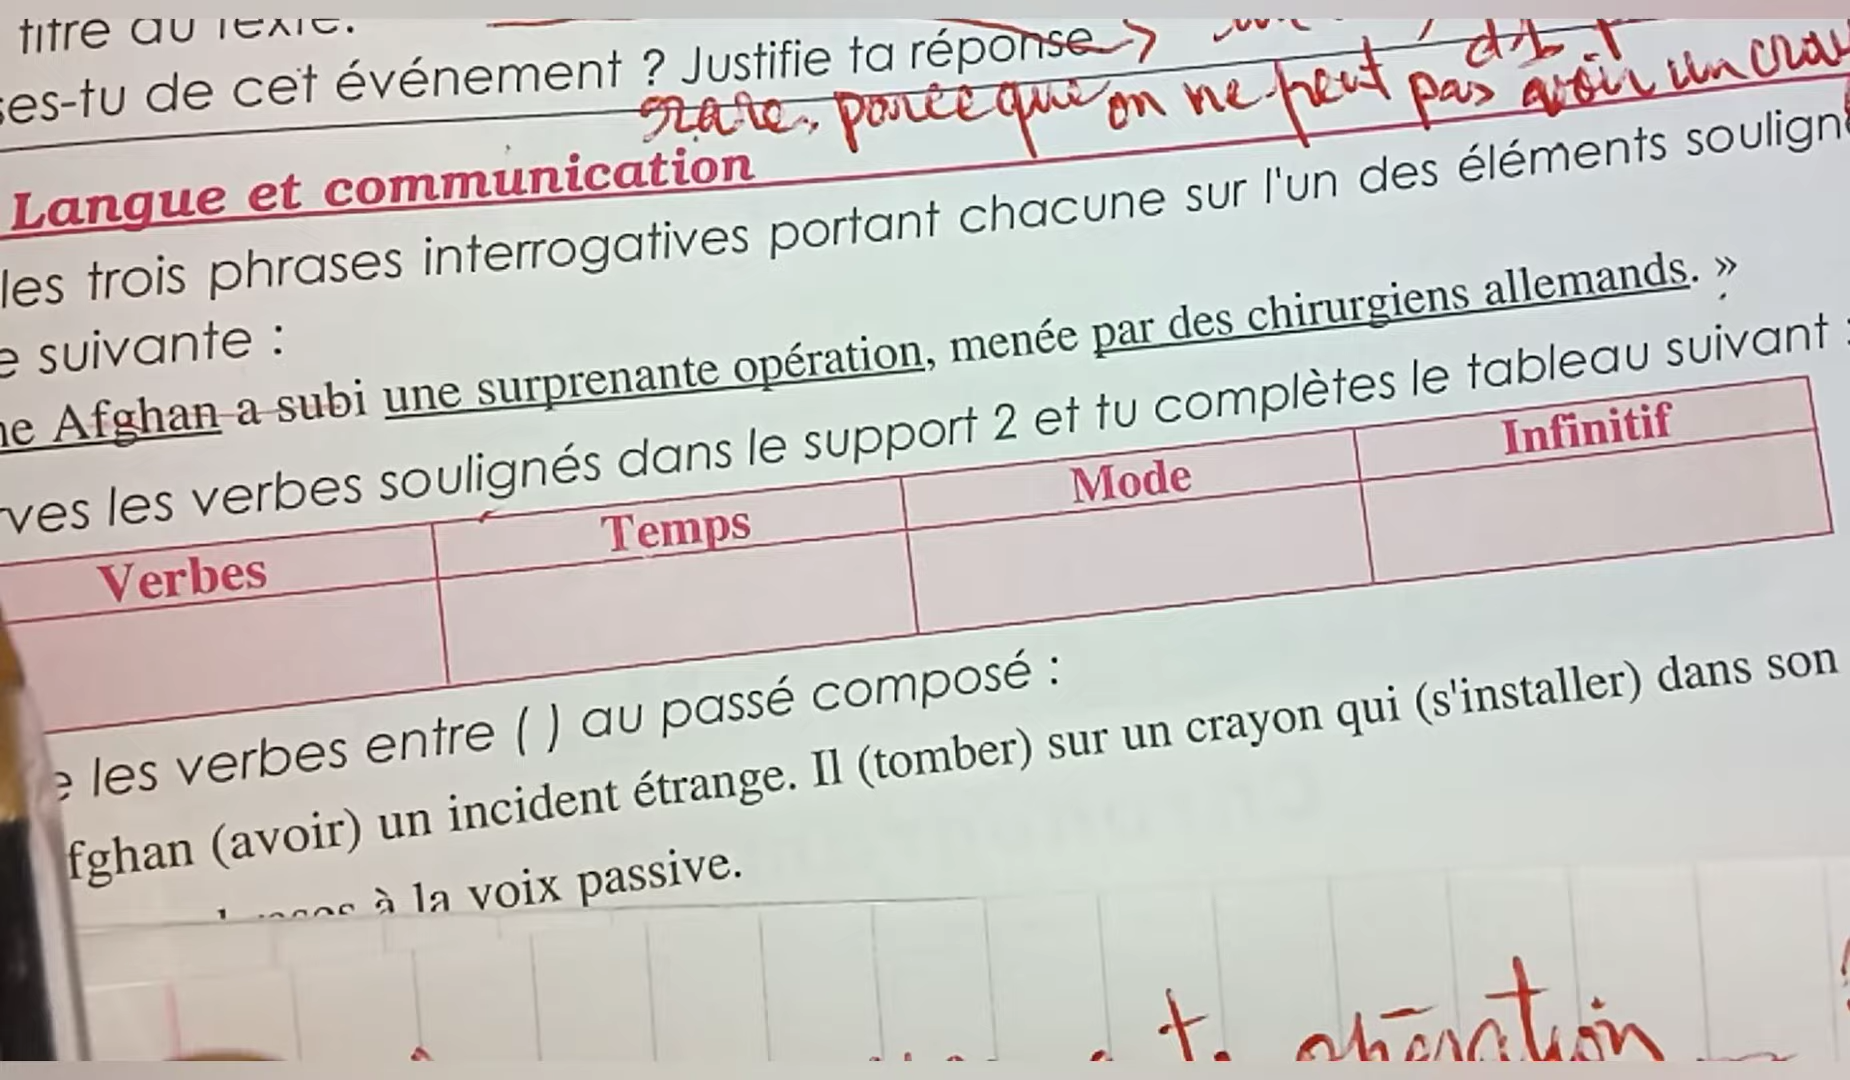 titre du texte.
ses-tu de cet événement ? Justifie ta réponse
rare, parce que on ne peut pas avoir un cray
Langue et communication
les trois phrases interrogatives portant chacune sur l'un des éléments souligné
e suivante :
ne Afghan a subi une surprenante opération, menée par des chirurgiens allemands. »
ves les verbes soulignés dans le support 2 et tu complètes le tableau suivant :
Verbes Temps Mode Infinitif
e les verbes entre ( ) au passé composé :
fghan (avoir) un incident étrange. Il (tomber) sur un crayon qui (s'installer) dans son
à la voix passive.
opération